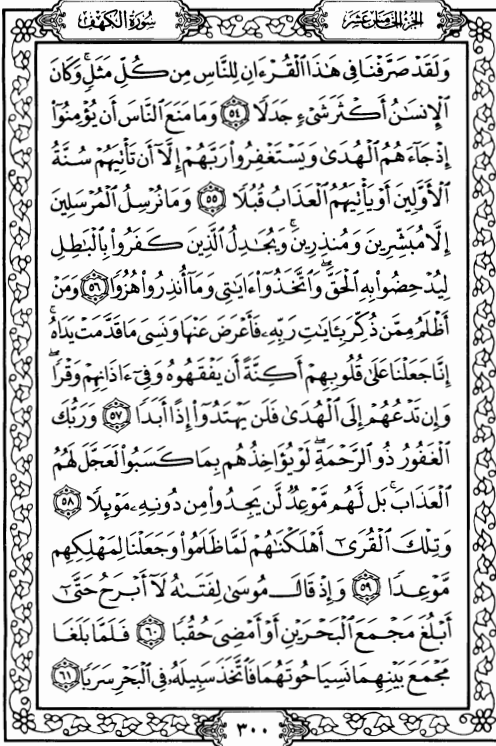 الجزء الخامس عشر
سورة الكهف
وَلَقَدْ صَرَّفْنَا فِى هَٰذَا ٱلْقُرْءَانِ لِلنَّاسِ مِن كُلِّ مَثَلٍ ۚ وَكَانَ
ٱلْإِنسَٰنُ أَكْثَرَ شَىْءٍ جَدَلًا ٥٤ وَمَا مَنَعَ ٱلنَّاسَ أَن يُؤْمِنُوٓا۟
إِذْ جَآءَهُمُ ٱلْهُدَىٰ وَيَسْتَغْفِرُوا۟ رَبَّهُمْ إِلَّآ أَن تَأْتِيَهُمْ سُنَّةُ
ٱلْأَوَّلِينَ أَوْ يَأْتِيَهُمُ ٱلْعَذَابُ قُبُلًا ٥٥ وَمَا نُرْسِلُ ٱلْمُرْسَلِينَ
إِلَّا مُبَشِّرِينَ وَمُنذِرِينَ ۚ وَيُجَٰدِلُ ٱلَّذِينَ كَفَرُوا۟ بِٱلْبَٰطِلِ
لِيُدْحِضُوا۟ بِهِ ٱلْحَقَّ ۖ وَٱتَّخَذُوٓا۟ ءَايَٰتِى وَمَآ أُنذِرُوا۟ هُزُوًا ٥٦ وَمَنْ
أَظْلَمُ مِمَّن ذُكِّرَ بِـَٔايَٰتِ رَبِّهِۦ فَأَعْرَضَ عَنْهَا وَنَسِىَ مَا قَدَّمَتْ يَدَاهُ ۚ
إِنَّا جَعَلْنَا عَلَىٰ قُلُوبِهِمْ أَكِنَّةً أَن يَفْقَهُوهُ وَفِىٓ ءَاذَانِهِمْ وَقْرًا ۖ
وَإِن تَدْعُهُمْ إِلَى ٱلْهُدَىٰ فَلَن يَهْتَدُوٓا۟ إِذًا أَبَدًا ٥٧ وَرَبُّكَ
ٱلْغَفُورُ ذُو ٱلرَّحْمَةِ ۖ لَوْ يُؤَاخِذُهُم بِمَا كَسَبُوا۟ لَعَجَّلَ لَهُمُ
ٱلْعَذَابَ ۚ بَل لَّهُم مَّوْعِدٌ لَّن يَجِدُوا۟ مِن دُونِهِۦ مَوْئِلًا ٥٨
وَتِلْكَ ٱلْقُرَىٰٓ أَهْلَكْنَٰهُمْ لَمَّا ظَلَمُوا۟ وَجَعَلْنَا لِمَهْلِكِهِم
مَّوْعِدًا ٥٩ وَإِذْ قَالَ مُوسَىٰ لِفَتَىٰهُ لَآ أَبْرَحُ حَتَّىٰٓ
أَبْلُغَ مَجْمَعَ ٱلْبَحْرَيْنِ أَوْ أَمْضِىَ حُقُبًا ٦٠ فَلَمَّا بَلَغَا
مَجْمَعَ بَيْنِهِمَا نَسِيَا حُوتَهُمَا فَٱتَّخَذَ سَبِيلَهُۥ فِى ٱلْبَحْرِ سَرَبًا ٦١
٣٠٠